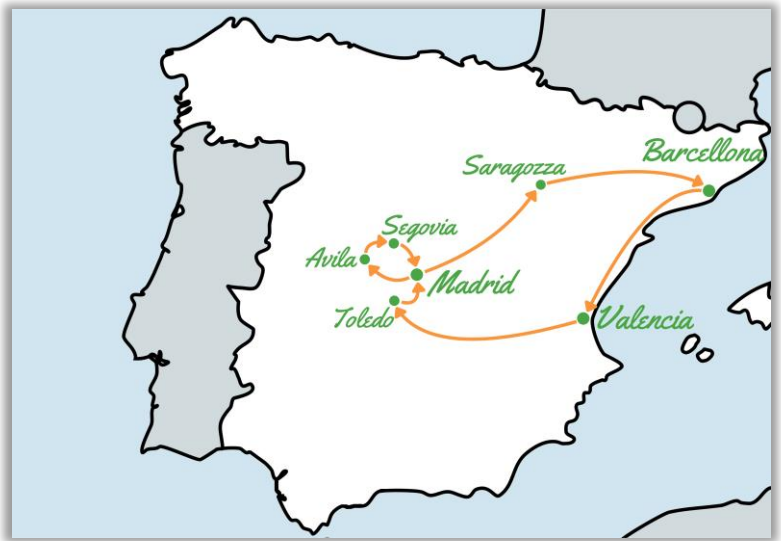 Barcellona
Saragozza
Segovia
Avila
Madrid
Toledo
Valencia